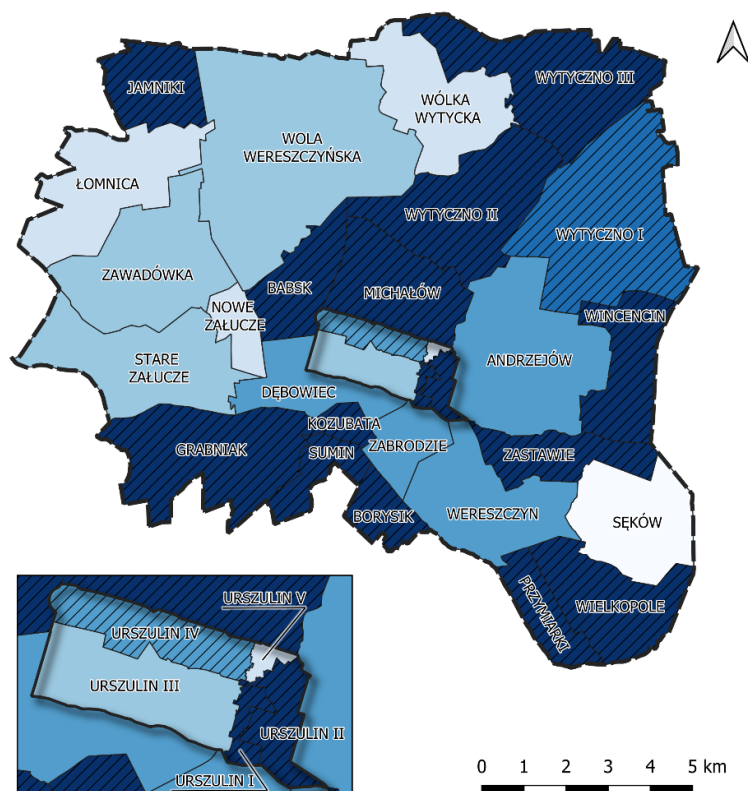 JAMNIKI
WYTYCZNO III
WÓLKA
WYTYCKA
WOLA
WERESZCZYŃSKA
ŁOMNICA
WYTYCZNO II
WYTYCZNO I
ZAWADÓWKA
BABSK
MICHAŁÓW
NOWE
ZAŁUCZE
WINCENCIN
STARE
ZAŁUCZE
ANDRZEJÓW
DĘBOWIEC
KOZUBATA
ZABRODZIE
GRABNIAK
SUMIN
ZASTAWIE
BORYSIK
WERESZCZYN
SĘKÓW
PRZYMIARKI
WIELKOPOLE
URSZULIN V
URSZULIN IV
URSZULIN III
URSZULIN II
URSZULIN I
0 1 2 3 4 5 km